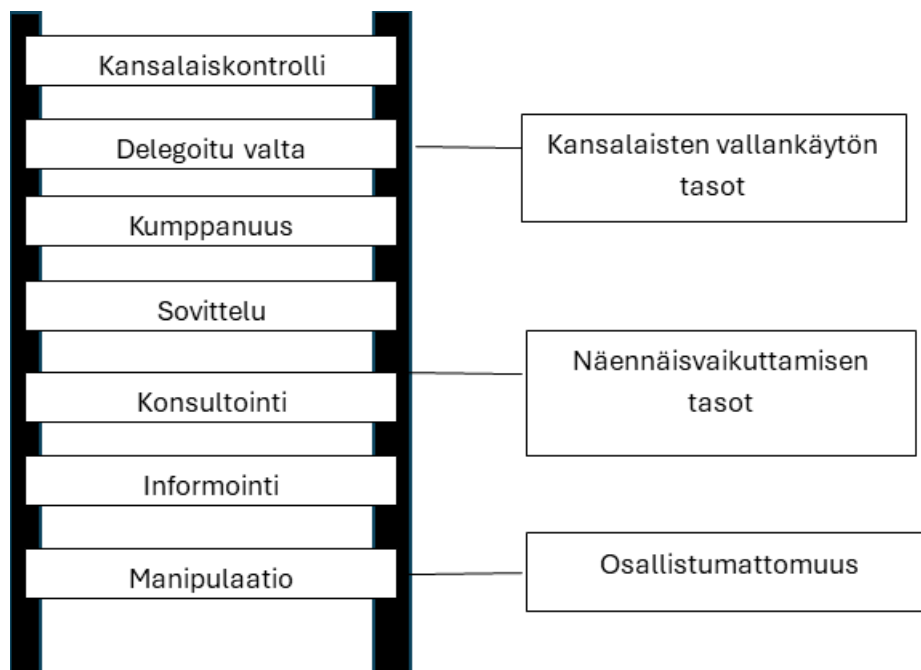 Kansalaiskontrolli
Delegoitu valta
Kumppanuus
Sovittelu
Konsultointi
Informointi
Manipulaatio
Kansalaisten vallankäytön
tasot
Näennäisvaikuttamisen
tasot
Osallistumattomuus